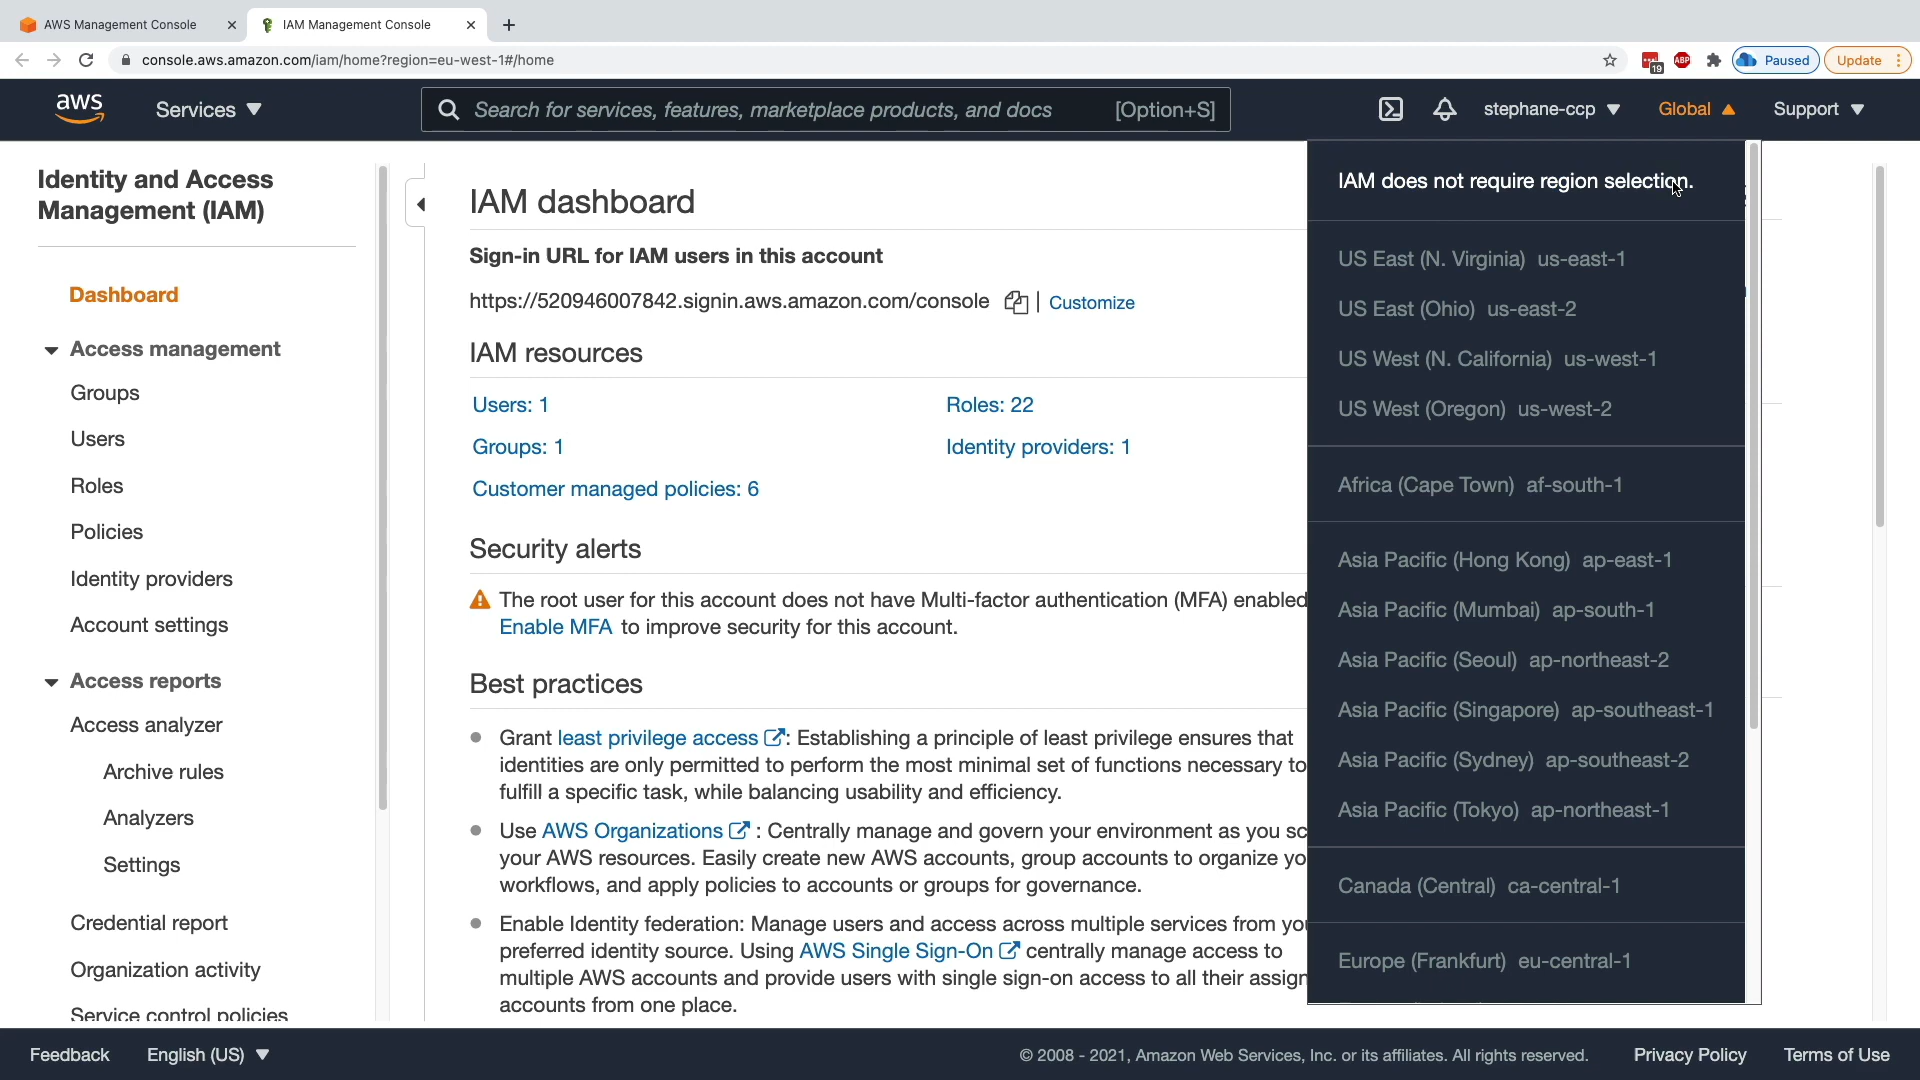 AWS Management Console
IAM Management Console
console.aws.amazon.com/iam/home?region=eu-west-1#/home
19
ABP
Paused
Update
aws
Services
Search for services, features, marketplace products, and docs
[Option+S]
stephane-ccp
Global
Support
Identity and Access
Management (IAM)
Dashboard
Access management
Groups
Users
Roles
Policies
Identity providers
Account settings
Access reports
Access analyzer
Archive rules
Analyzers
Settings
Credential report
Organization activity
Service control policies
IAM dashboard
Sign-in URL for IAM users in this account
https://520946007842.signin.aws.amazon.com/console | Customize
IAM resources
Users: 1
Roles: 22
Groups: 1
Identity providers: 1
Customer managed policies: 6
Security alerts
The root user for this account does not have Multi-factor authentication (MFA) enabled
Enable MFA to improve security for this account.
Best practices
Grant least privilege access : Establishing a principle of least privilege ensures that
identities are only permitted to perform the most minimal set of functions necessary to
fulfill a specific task, while balancing usability and efficiency.
Use AWS Organizations : Centrally manage and govern your environment as you sc
your AWS resources. Easily create new AWS accounts, group accounts to organize yo
workflows, and apply policies to accounts or groups for governance.
Enable Identity federation: Manage users and access across multiple services from you
preferred identity source. Using AWS Single Sign-On centrally manage access to
multiple AWS accounts and provide users with single sign-on access to all their assign
accounts from one place.
IAM does not require region selection.
US East (N. Virginia) us-east-1
US East (Ohio) us-east-2
US West (N. California) us-west-1
US West (Oregon) us-west-2
Africa (Cape Town) af-south-1
Asia Pacific (Hong Kong) ap-east-1
Asia Pacific (Mumbai) ap-south-1
Asia Pacific (Seoul) ap-northeast-2
Asia Pacific (Singapore) ap-southeast-1
Asia Pacific (Sydney) ap-southeast-2
Asia Pacific (Tokyo) ap-northeast-1
Canada (Central) ca-central-1
Europe (Frankfurt) eu-central-1
Feedback
English (US)
© 2008 - 2021, Amazon Web Services, Inc. or its affiliates. All rights reserved.
Privacy Policy
Terms of Use